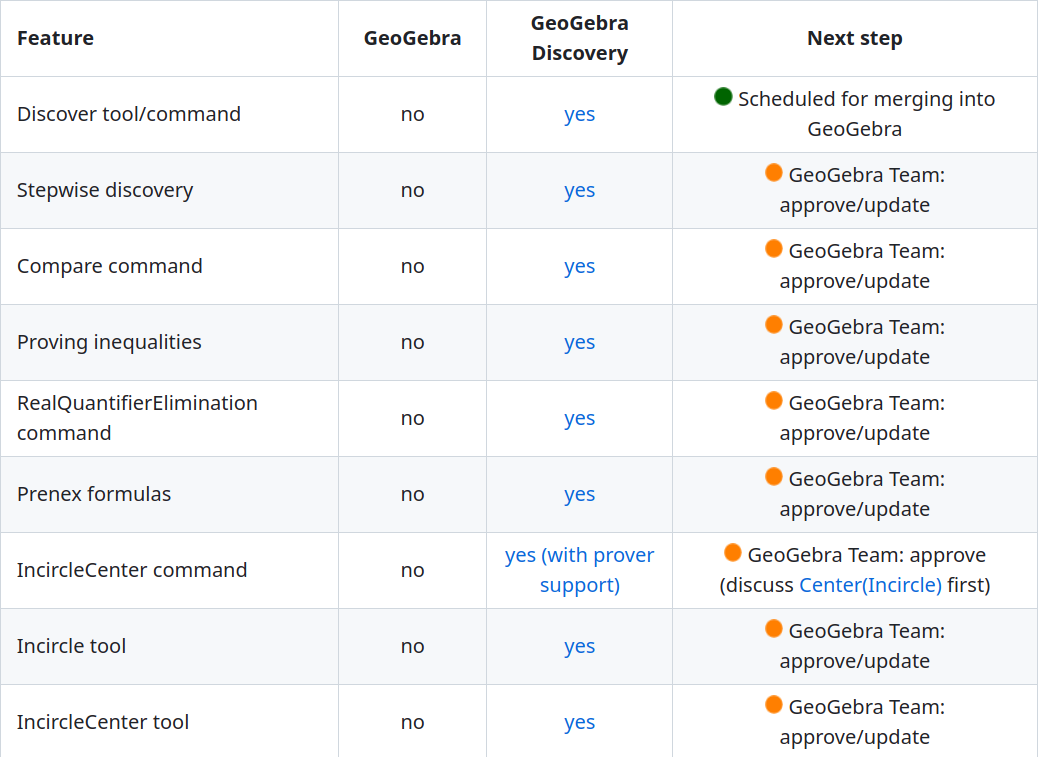 Feature GeoGebra GeoGebra Discovery Next step
Discover tool/command no yes Scheduled for merging into
GeoGebra
Stepwise discovery no yes GeoGebra Team:
approve/update
Compare command no yes GeoGebra Team:
approve/update
Proving inequalities no yes GeoGebra Team:
approve/update
RealQuantifierElimination
command no yes GeoGebra Team:
approve/update
Prenex formulas no yes GeoGebra Team:
approve/update
IncircleCenter command no yes (with prover
support) GeoGebra Team: approve
(discuss Center(Incircle) first)
Incircle tool no yes GeoGebra Team:
approve/update
IncircleCenter tool no yes GeoGebra Team:
approve/update